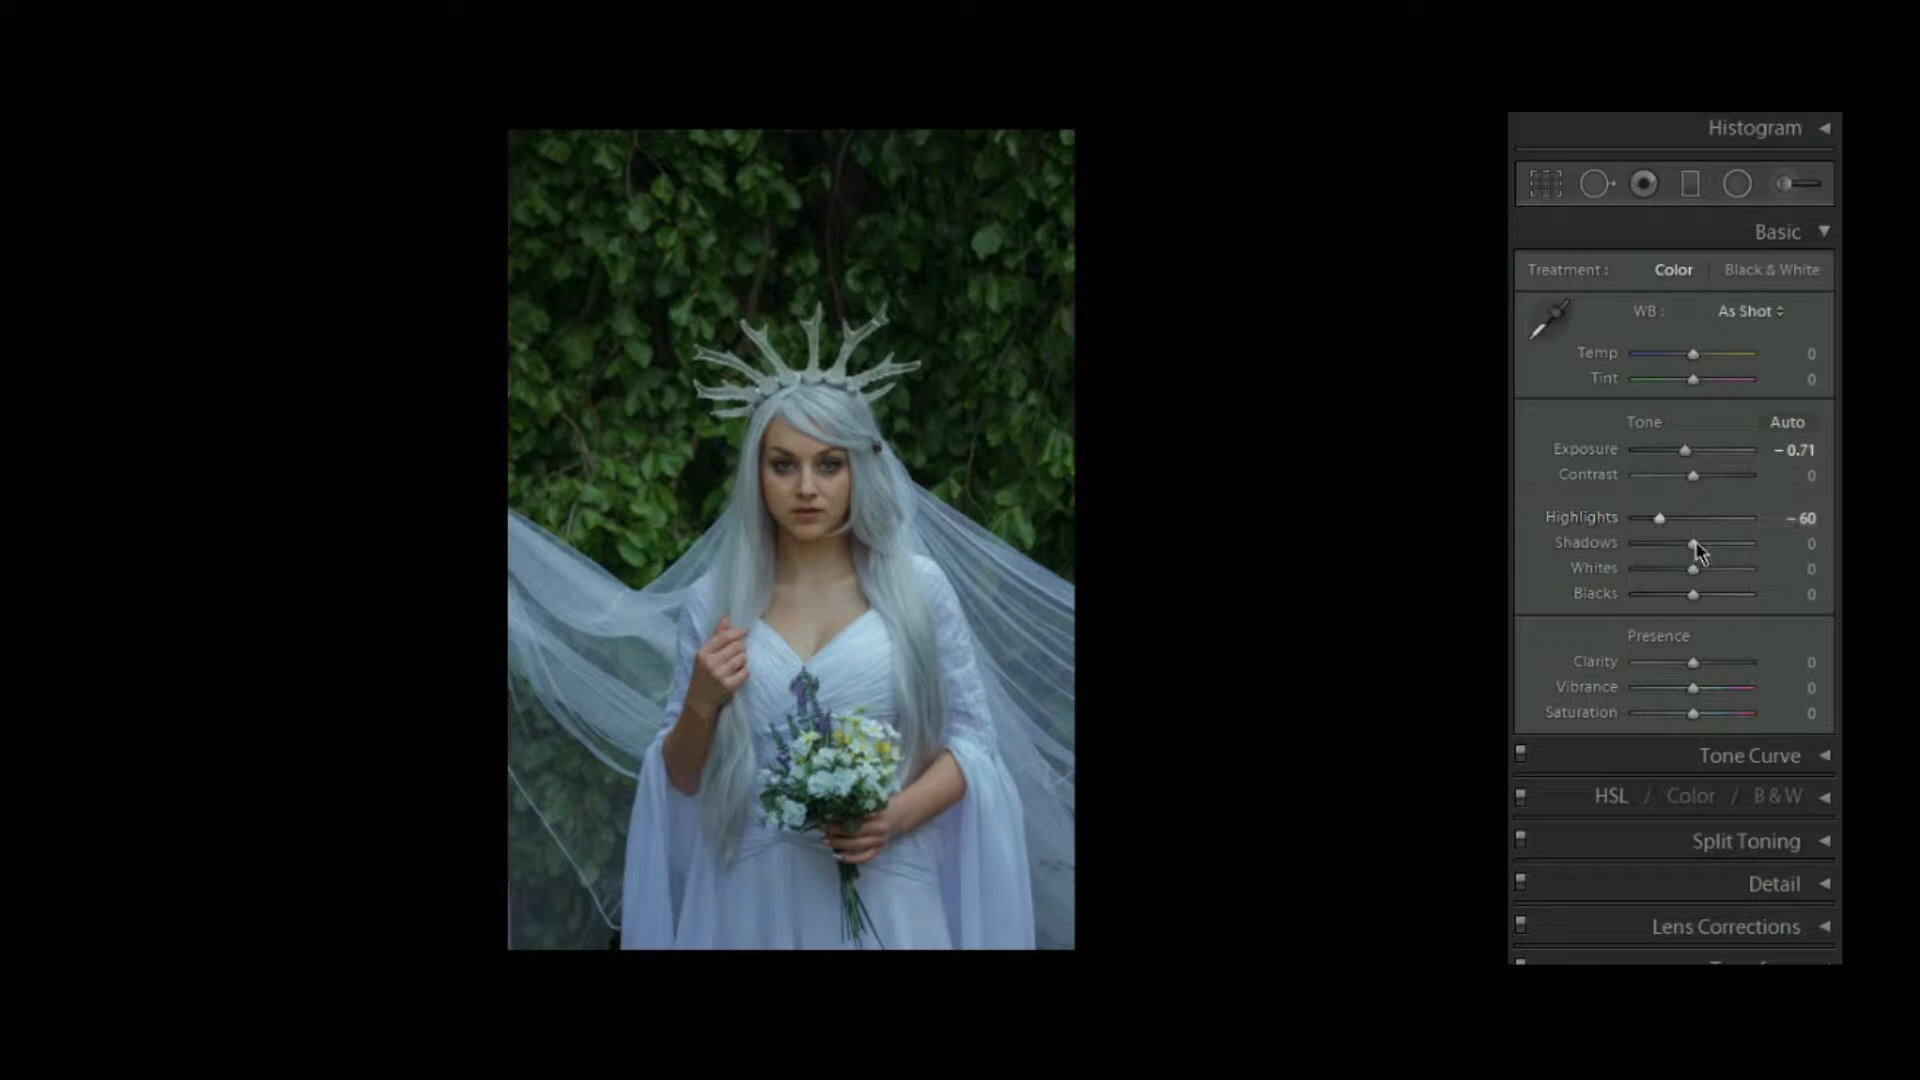 Histogram
Basic
Treatment : Color Black & White
WB : As Shot
Temp 0
Tint 0
Tone Auto
Exposure – 0.71
Contrast 0
Highlights – 60
Shadows 0
Whites 0
Blacks 0
Presence
Clarity 0
Vibrance 0
Saturation 0
Tone Curve
HSL / Color / B & W
Split Toning
Detail
Lens Corrections